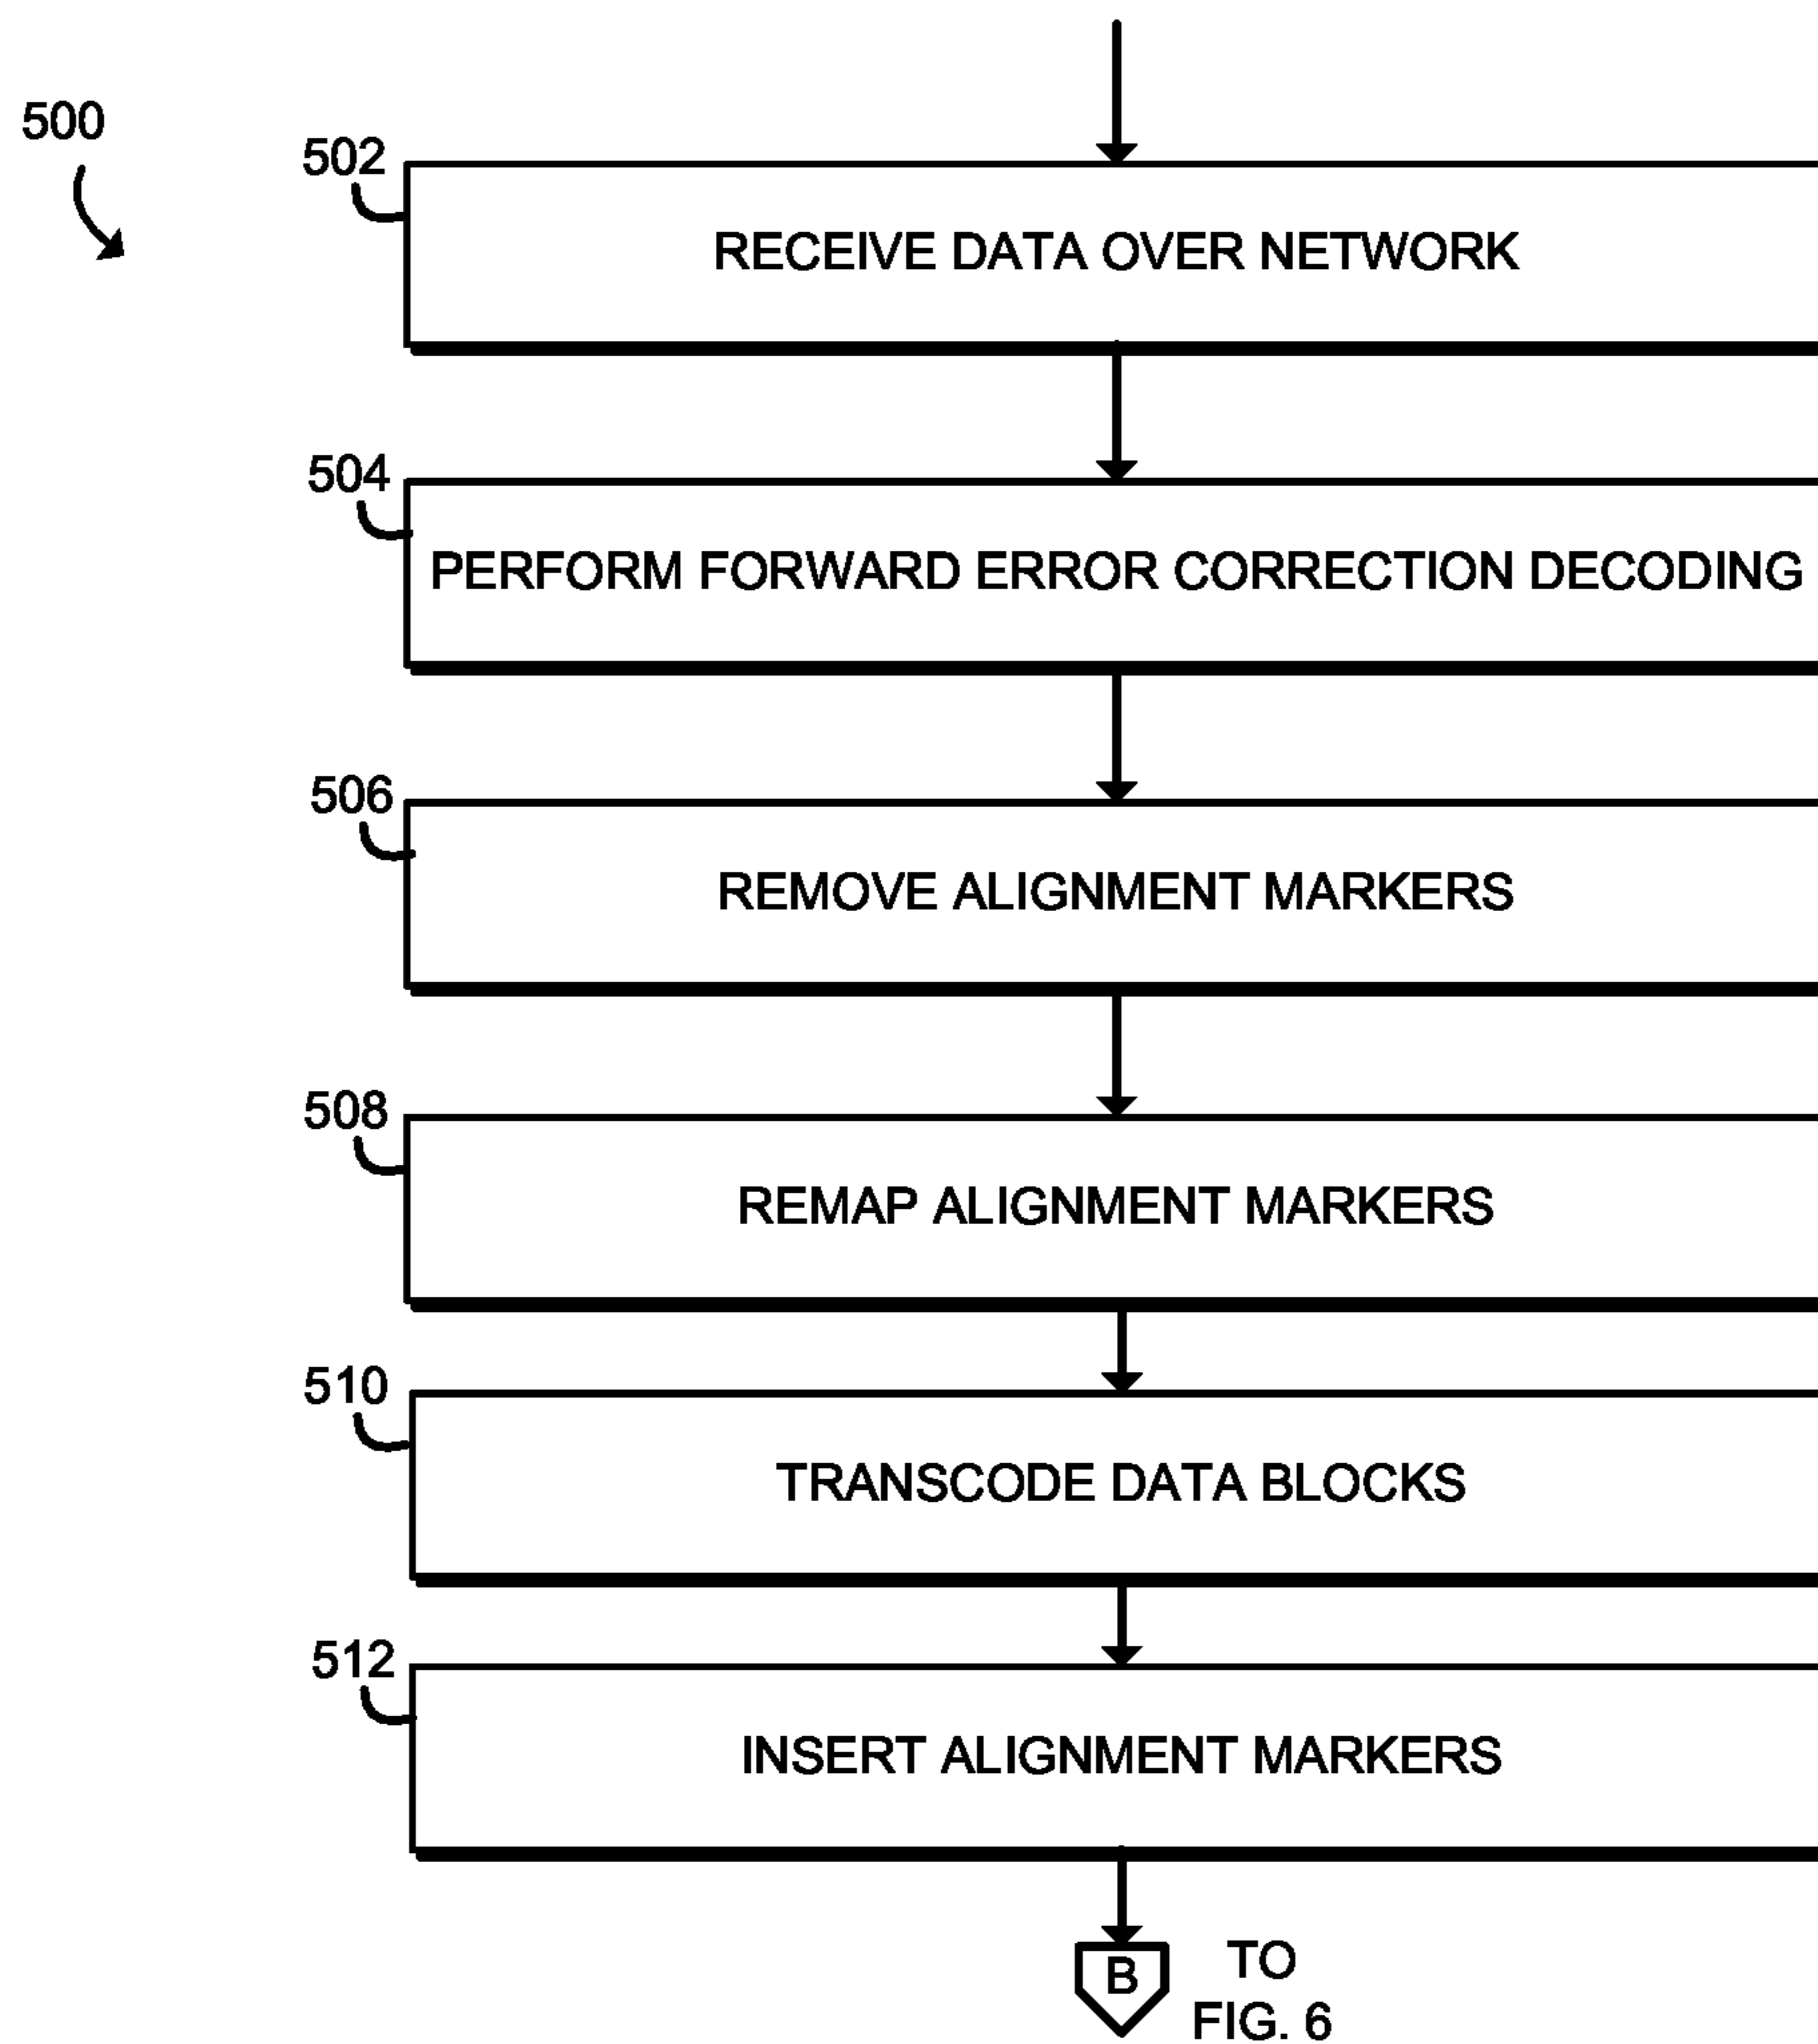 500
502
RECEIVE DATA OVER NETWORK
504
PERFORM FORWARD ERROR CORRECTION DECODING
506
REMOVE ALIGNMENT MARKERS
508
REMAP ALIGNMENT MARKERS
510
TRANSCODE DATA BLOCKS
512
INSERT ALIGNMENT MARKERS
B
TO
FIG. 6